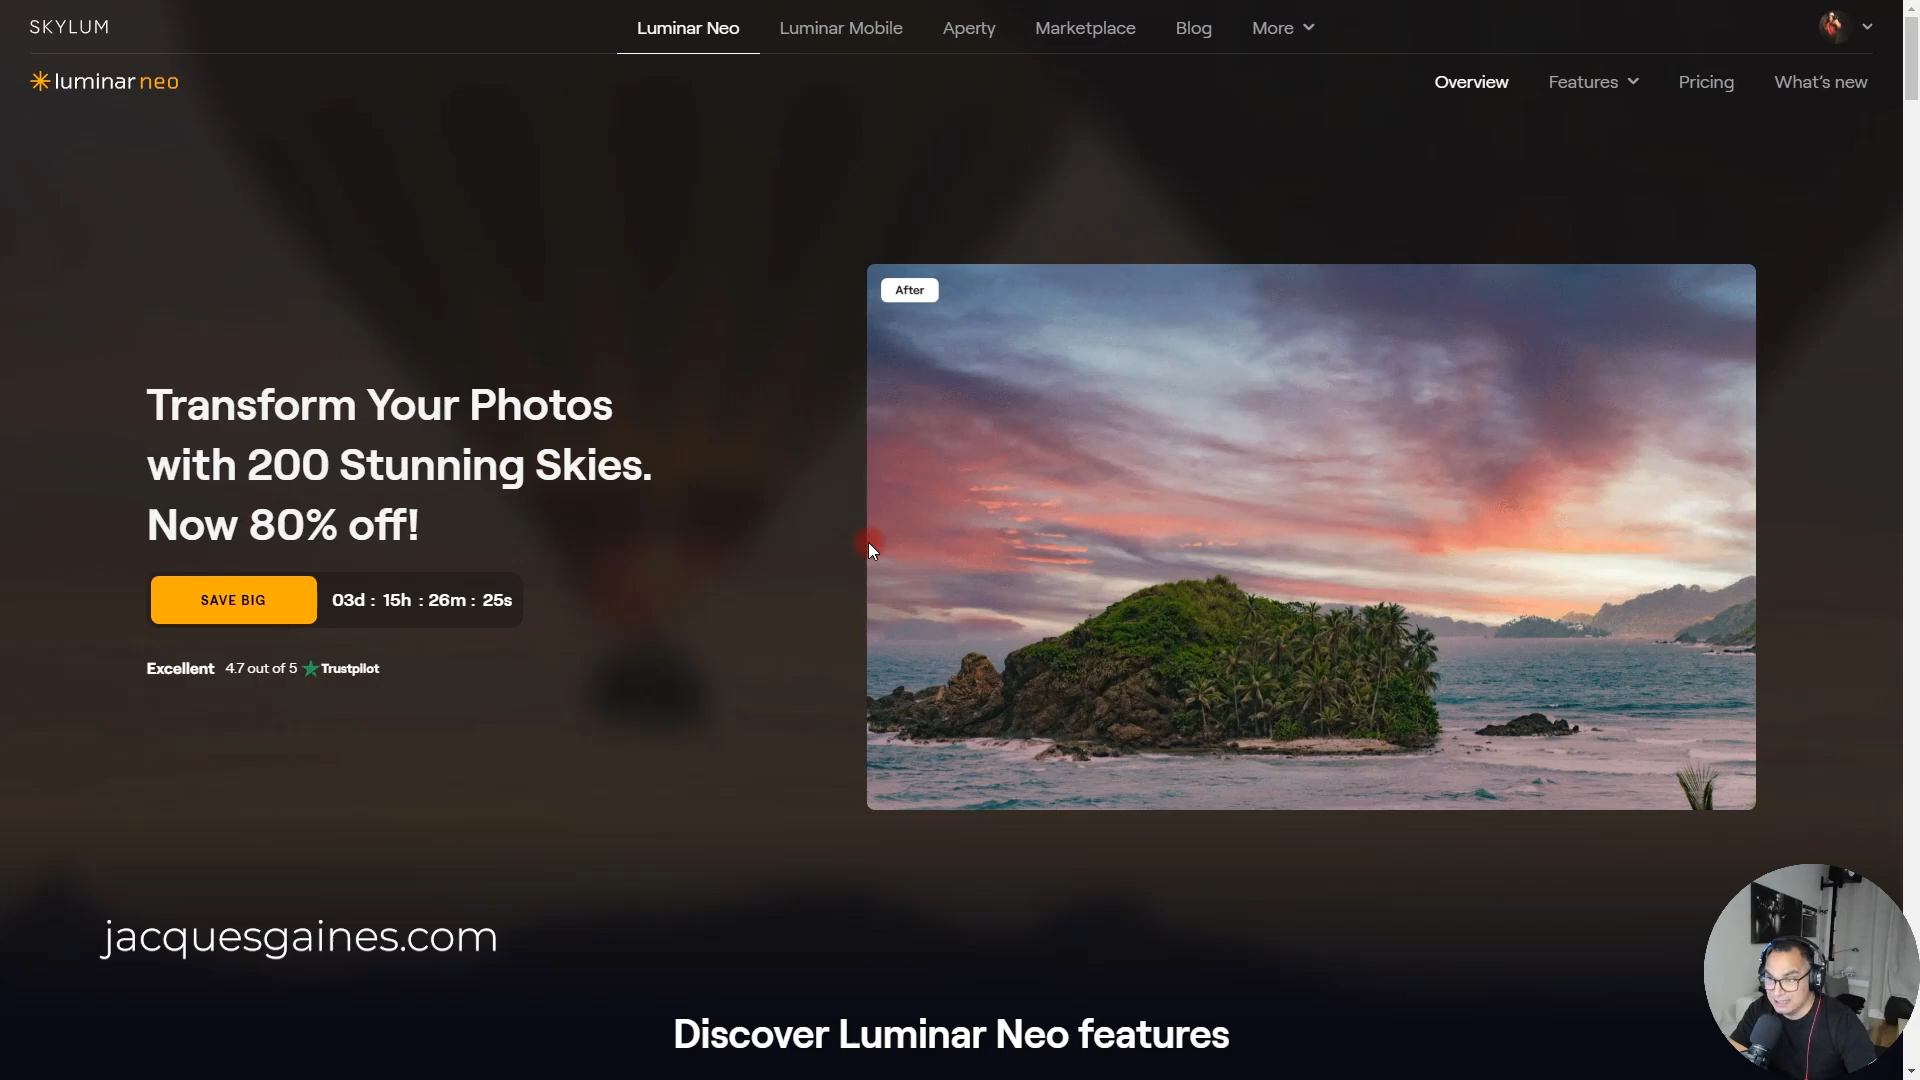 SKYLUM
Luminar Neo
Luminar Mobile
Aperty
Marketplace
Blog
More
luminar neo
Overview
Features
Pricing
What's new
After
Transform Your Photos
with 200 Stunning Skies.
Now 80% off!
SAVE BIG
03d : 15h : 26m : 25s
Excellent 4.7 out of 5 Trustpilot
jacquesgaines.com
Discover Luminar Neo features